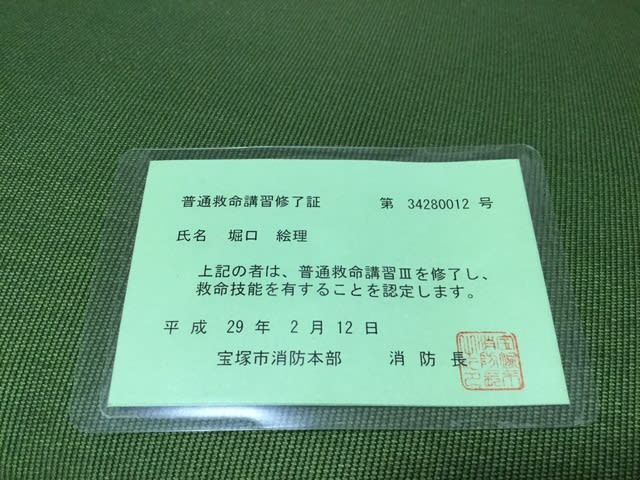 普通救命講習修了証 第 34280012 号
氏名 堀口 絵理
上記の者は、普通救命講習Ⅲを修了し、
救命技能を有することを認定します。
平成 29 年 2 月 12 日
宝塚市消防本部 消防長